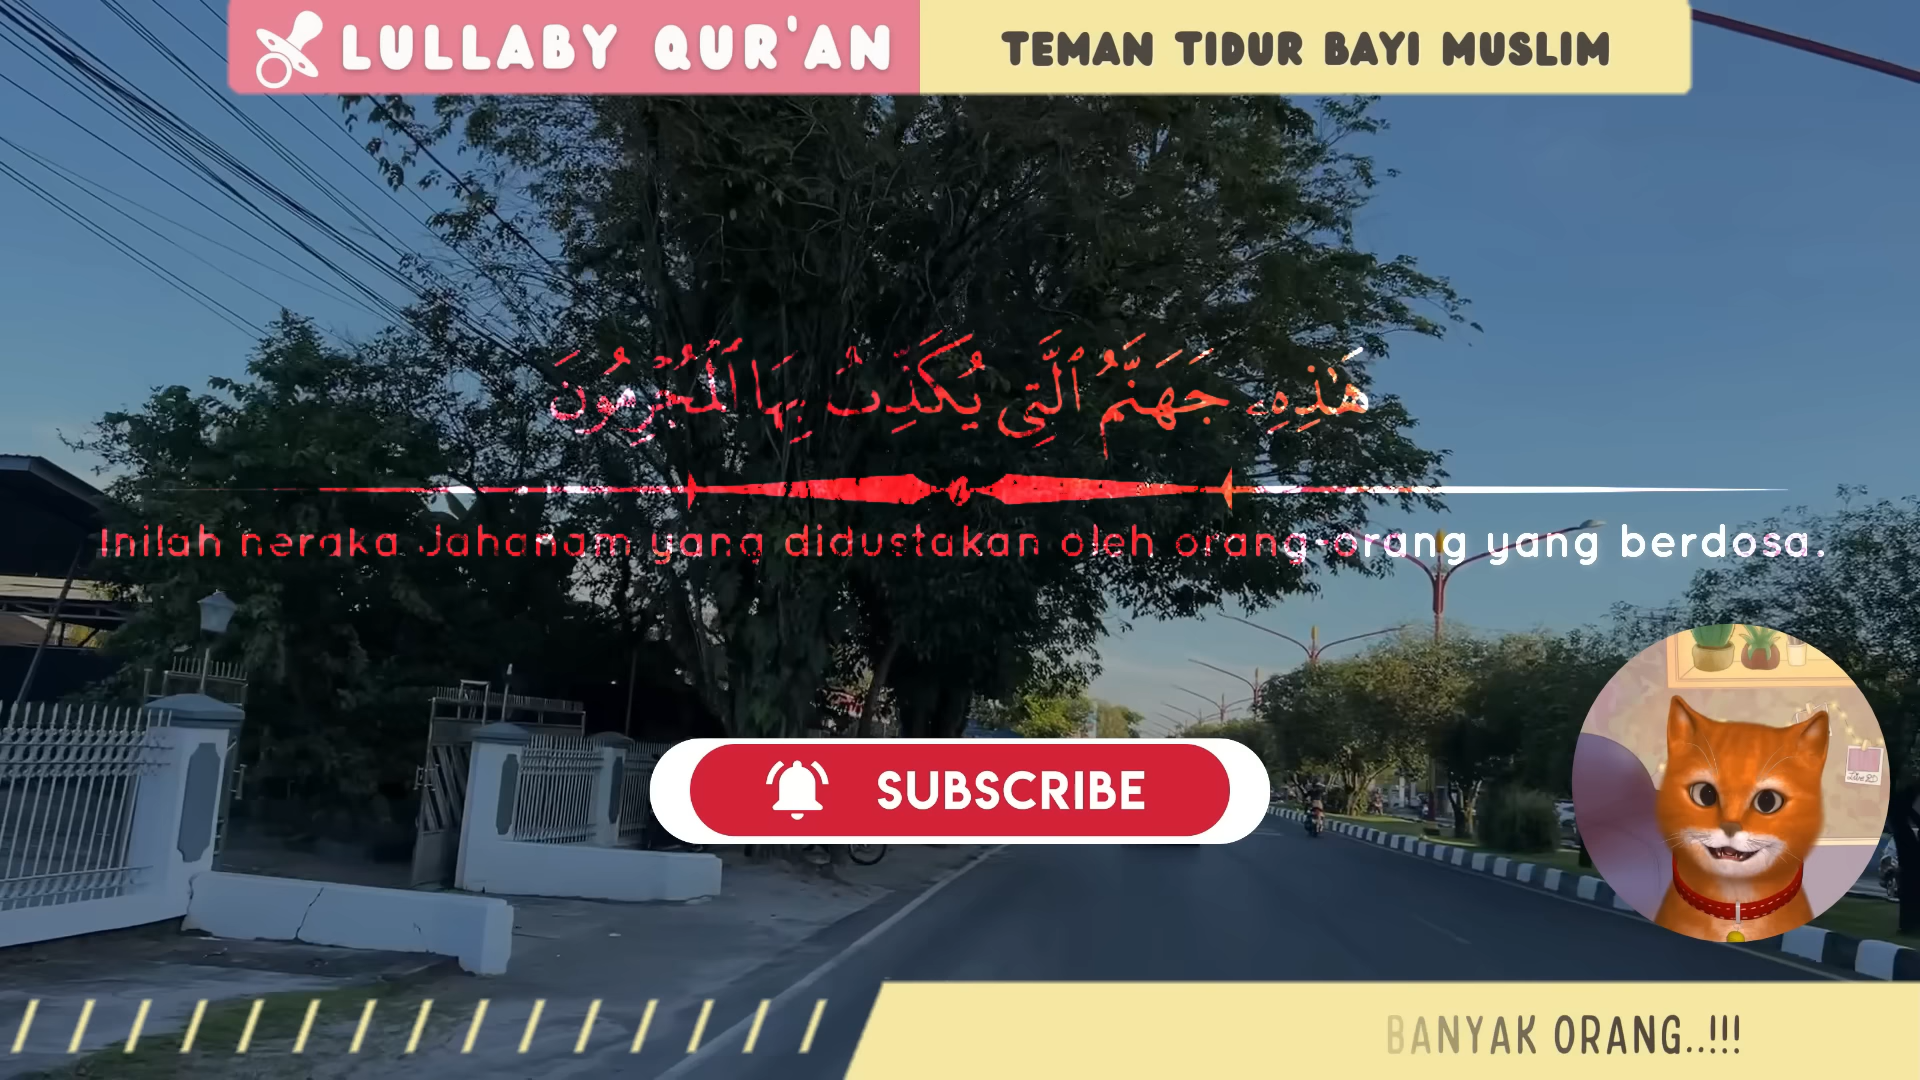 LULLABY QUR'AN
TEMAN TIDUR BAYI MUSLIM
هَٰذِهِۦ جَهَنَّمُ ٱلَّتِى يُكَذِّبُ بِهَا ٱلْمُجْرِمُونَ
Inilah neraka Jahanam yang didustakan oleh orang-orang yang berdosa.
SUBSCRIBE
BANYAK ORANG..!!!